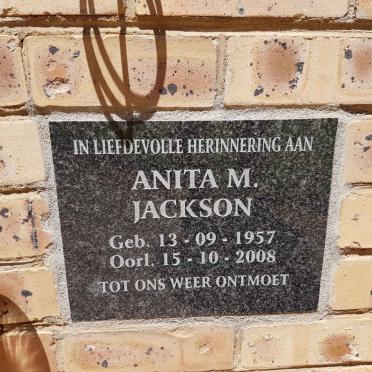 IN LIEFDEVOLLE HERINNERING AAN
ANITA M.
JACKSON
Geb. 13 - 09 - 1957
Oorl. 15 - 10 - 2008
TOT ONS WEER ONTMOET